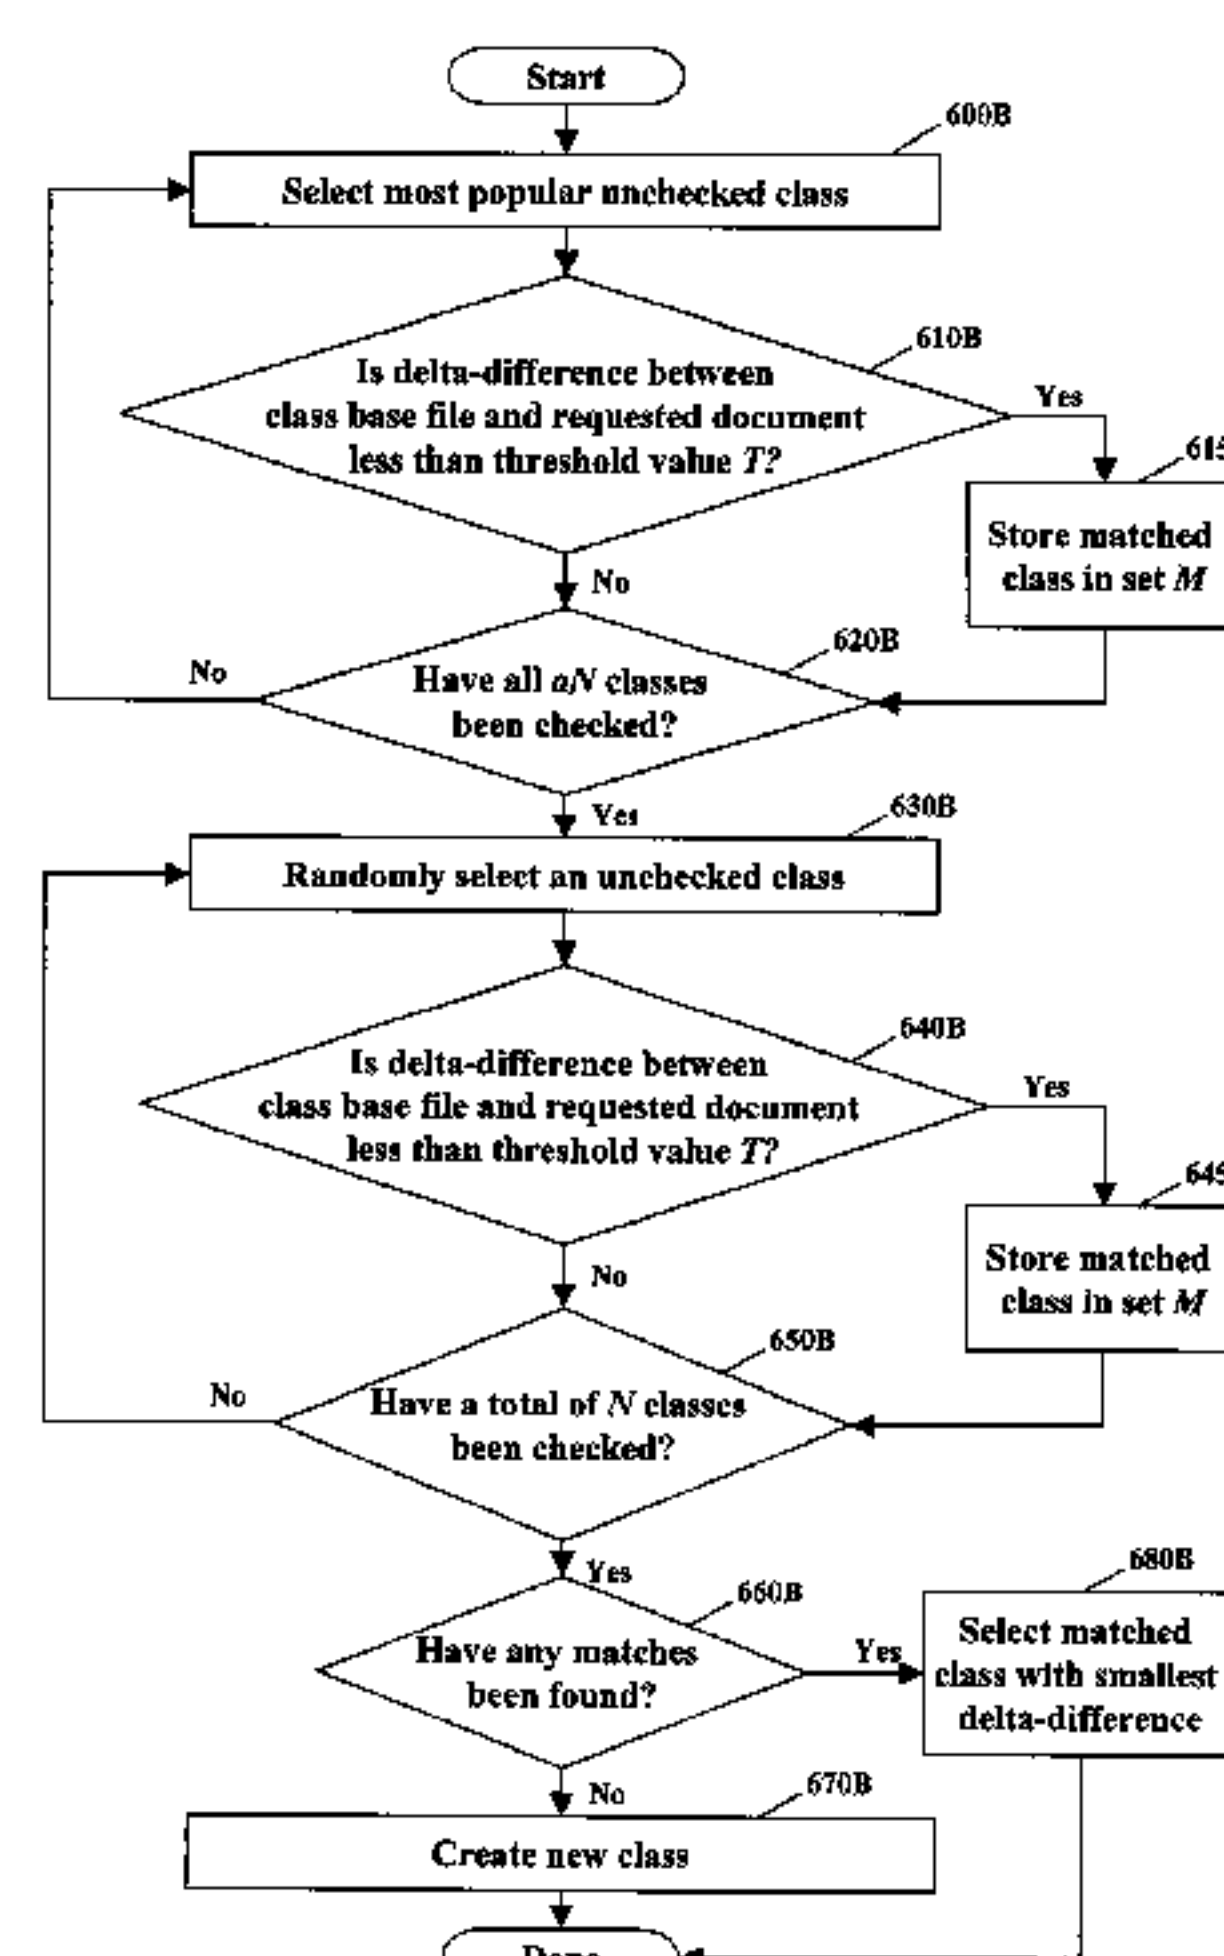 Start
600B
Select most popular unchecked class
610B
Is delta-difference between
class base file and requested document
less than threshold value T?
Yes
Store matched
class in set M
No
620B
Have all aN classes
been checked?
No
Yes
630B
Randomly select an unchecked class
640B
Is delta-difference between
class base file and requested document
less than threshold value T?
Yes
Store matched
class in set M
No
650B
Have a total of N classes
been checked?
No
Yes
660B
Have any matches
been found?
Yes
680B
Select matched
class with smallest
delta-difference
No
670B
Create new class